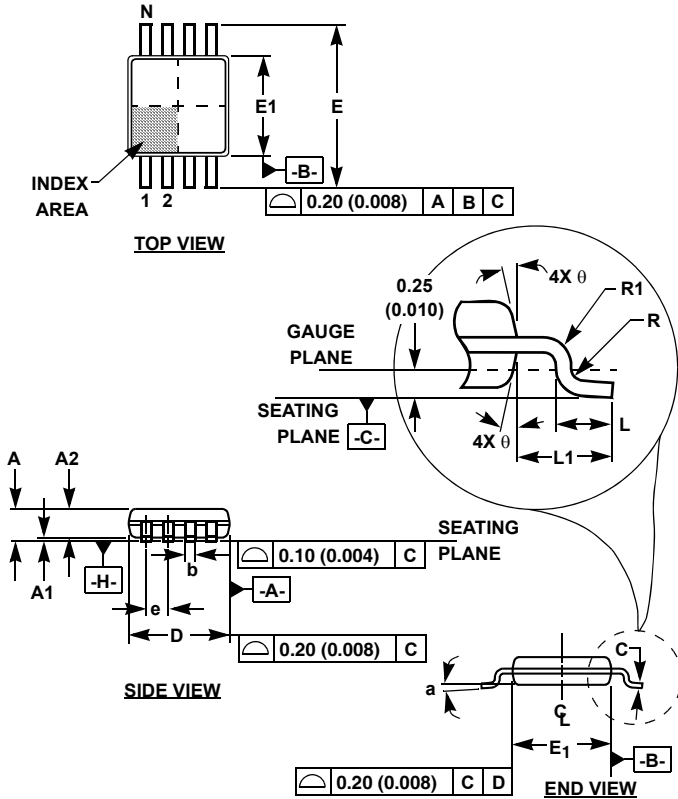 N
E1
E
-B-
INDEX
AREA
1 2
0.20 (0.008) A B C
TOP VIEW
0.25
(0.010)
4X θ
R1
R
GAUGE
PLANE
SEATING
PLANE -C-
4X θ
L
L1
A A2
SEATING
PLANE
A1
-H-
b
0.10 (0.004) C
-A-
e
D
0.20 (0.008) C
SIDE VIEW
C
a
CL
E1
-B-
0.20 (0.008) C D
END VIEW